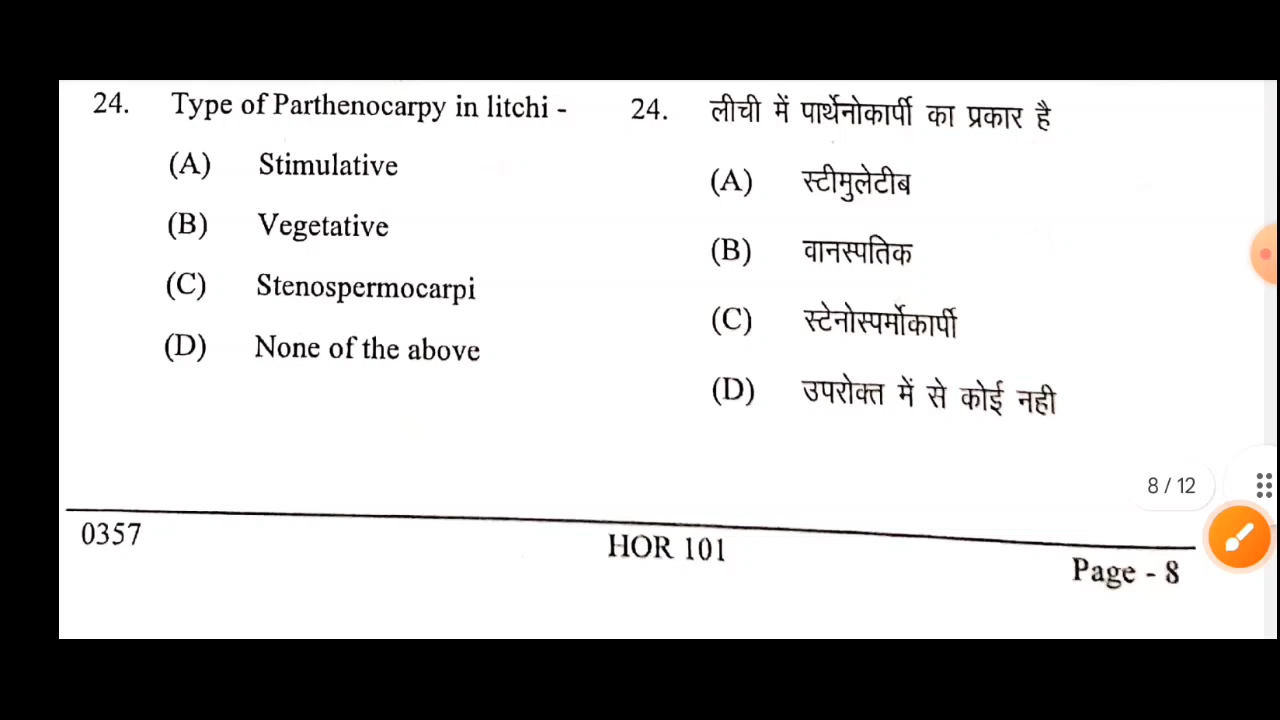 24. Type of Parthenocarpy in litchi -
(A) Stimulative
(B) Vegetative
(C) Stenospermocarpi
(D) None of the above
24. लीची में पार्थेनोकार्पी का प्रकार है
(A) स्टीमुलेटीब
(B) वानस्पतिक
(C) स्टेनोस्पर्मोकार्पी
(D) उपरोक्त में से कोई नही
8 / 12
0357
HOR 101
Page - 8